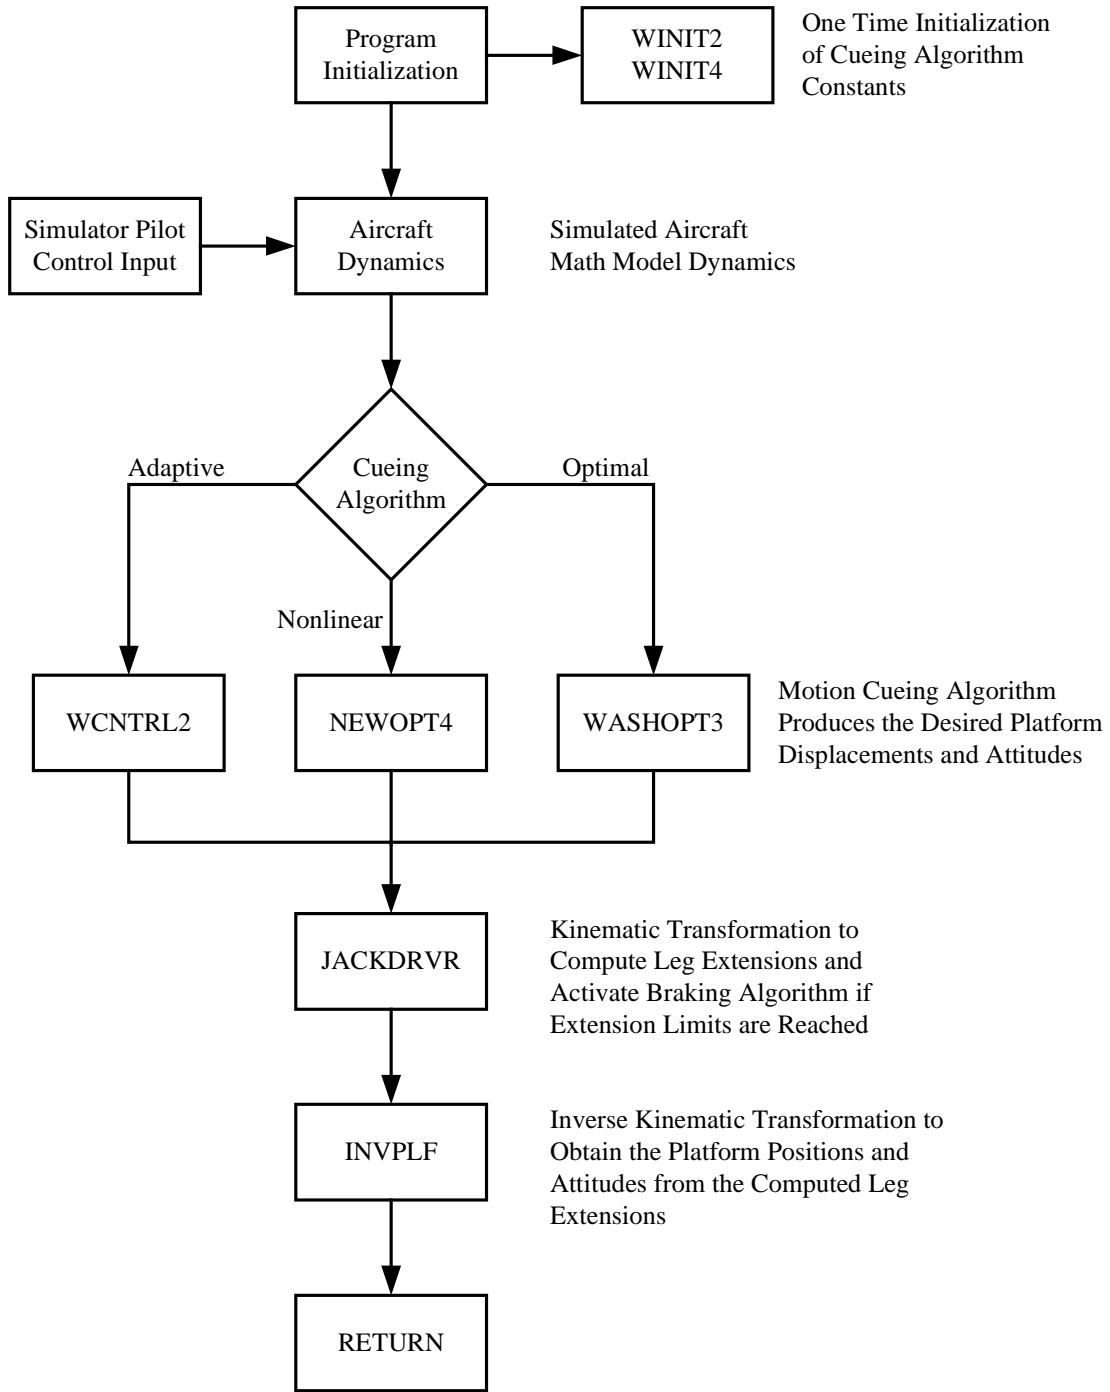 Program
Initialization
WINIT2
WINIT4
One Time Initialization
of Cueing Algorithm
Constants
Simulator Pilot
Control Input
Aircraft
Dynamics
Simulated Aircraft
Math Model Dynamics
Adaptive
Cueing
Algorithm
Optimal
Nonlinear
WCNTRL2
NEWOPT4
WASHOPT3
Motion Cueing Algorithm
Produces the Desired Platform
Displacements and Attitudes
JACKDRVR
Kinematic Transformation to
Compute Leg Extensions and
Activate Braking Algorithm if
Extension Limits are Reached
INVPLF
Inverse Kinematic Transformation to
Obtain the Platform Positions and
Attitudes from the Computed Leg
Extensions
RETURN